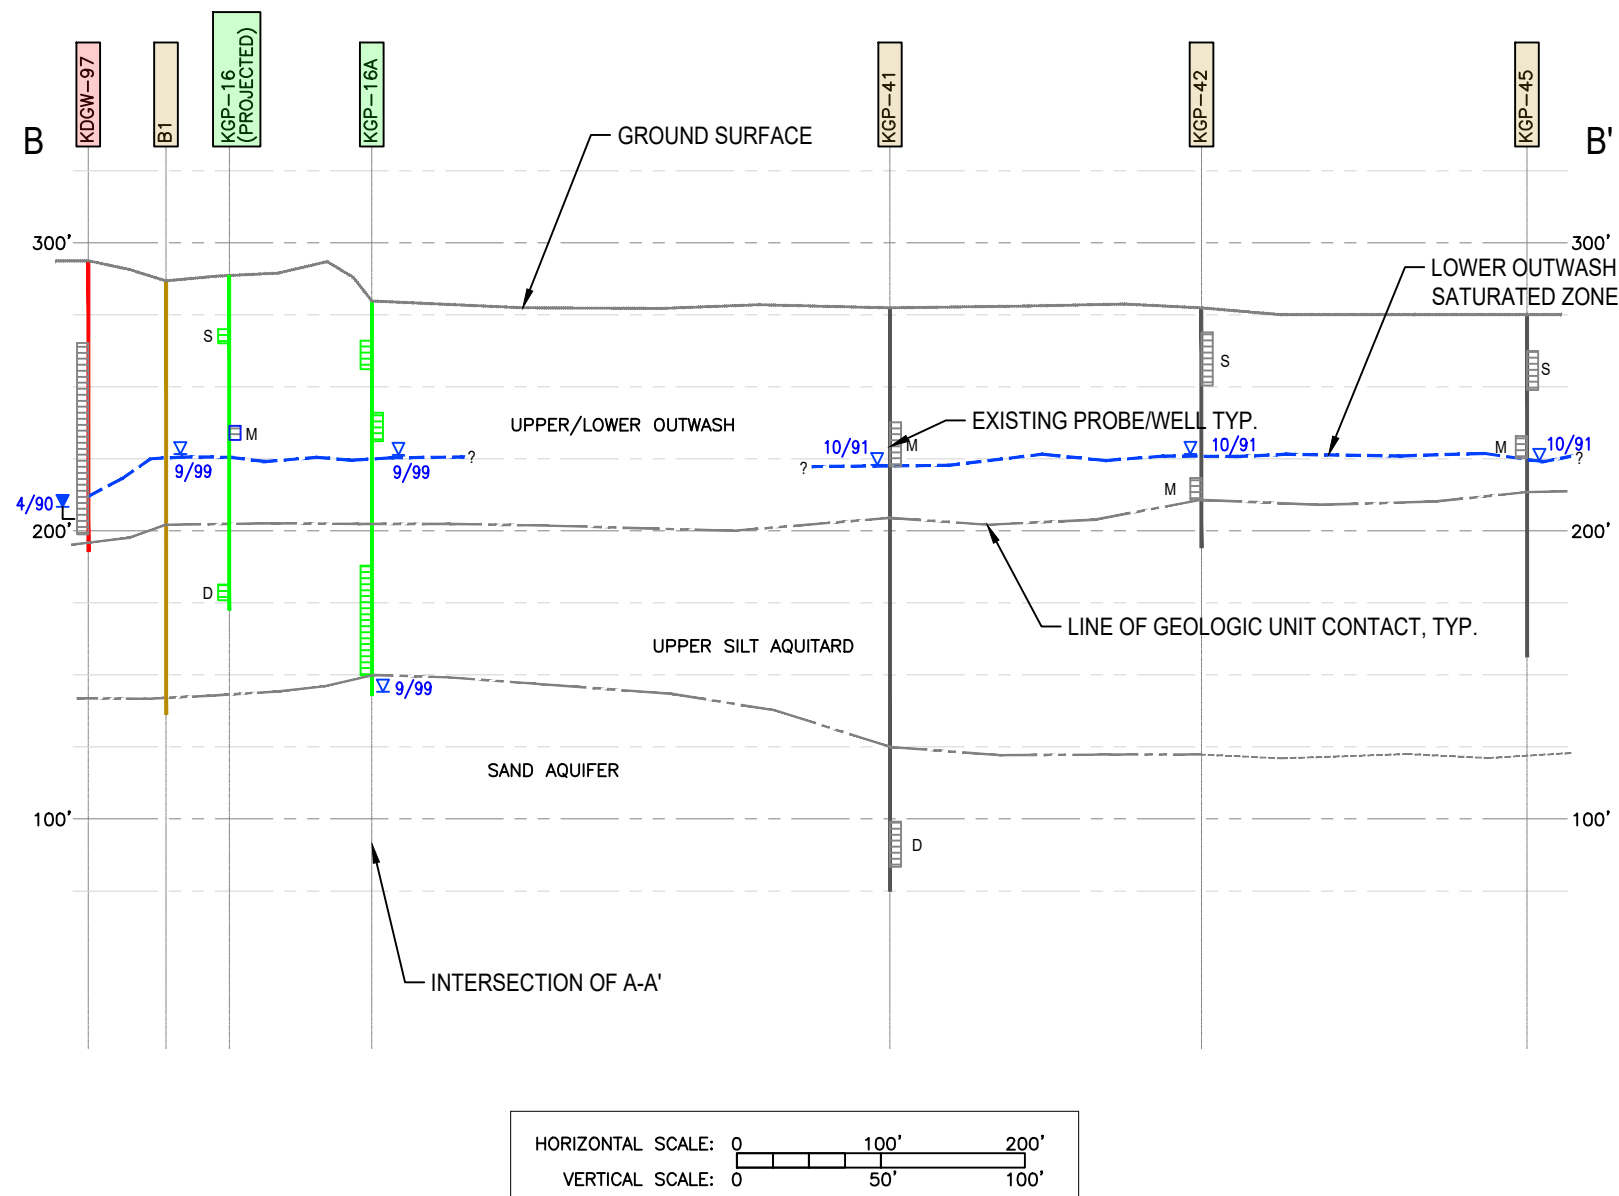 KDGW-97
B1
KGP-16
(PROJECTED)
KGP-16A
KGP-41
KGP-42
KGP-45
B
B'
GROUND SURFACE
300'
300'
LOWER OUTWASH
SATURATED ZONE
S
S
S
UPPER/LOWER OUTWASH
EXISTING PROBE/WELL TYP.
M
10/91
M
10/91
M
10/91
9/99
9/99
?
?
?
4/90
M
200'
200'
D
LINE OF GEOLOGIC UNIT CONTACT, TYP.
UPPER SILT AQUITARD
9/99
SAND AQUIFER
100'
100'
D
INTERSECTION OF A-A'
HORIZONTAL SCALE: 0 100' 200'
VERTICAL SCALE: 0 50' 100'